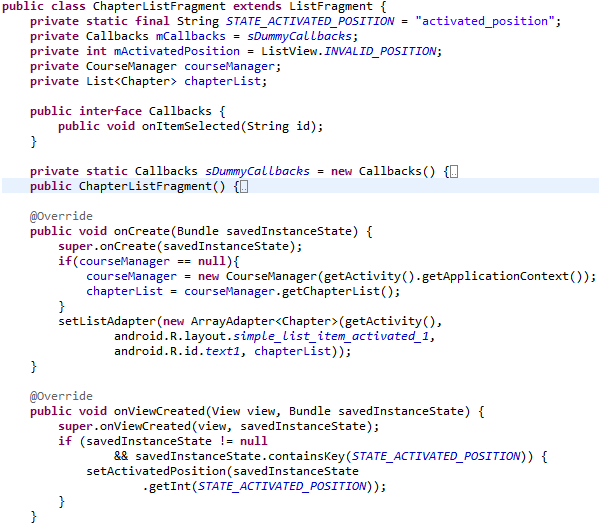 public class ChapterListFragment extends ListFragment {
    private static final String STATE_ACTIVATED_POSITION = "activated_position";
    private Callbacks mCallbacks = sDummyCallbacks;
    private int mActivatedPosition = ListView.INVALID_POSITION;
    private CourseManager courseManager;
    private List<Chapter> chapterList;

    public interface Callbacks {
        public void onItemSelected(String id);
    }

    private static Callbacks sDummyCallbacks = new Callbacks() {..
    public ChapterListFragment() {..

    @Override
    public void onCreate(Bundle savedInstanceState) {
        super.onCreate(savedInstanceState);
        if(courseManager == null){
            courseManager = new CourseManager(getActivity().getApplicationContext());
            chapterList = courseManager.getChapterList();
        }
        setListAdapter(new ArrayAdapter<Chapter>(getActivity(),
                android.R.layout.simple_list_item_activated_1,
                android.R.id.text1, chapterList));
    }

    @Override
    public void onViewCreated(View view, Bundle savedInstanceState) {
        super.onViewCreated(view, savedInstanceState);
        if (savedInstanceState != null
                && savedInstanceState.containsKey(STATE_ACTIVATED_POSITION)) {
            setActivatedPosition(savedInstanceState
                    .getInt(STATE_ACTIVATED_POSITION));
        }
    }